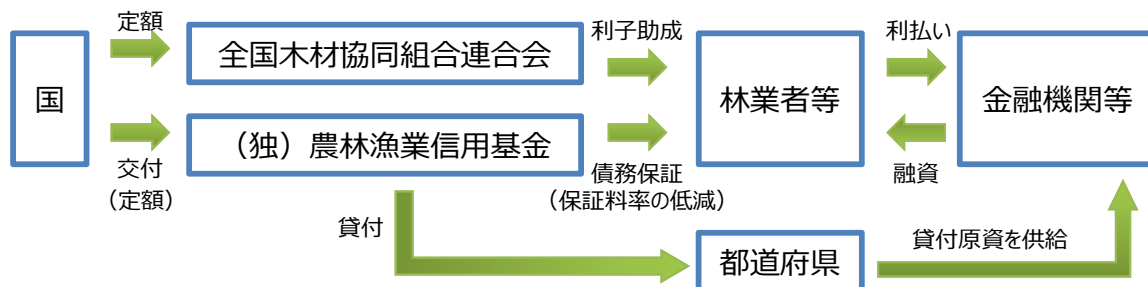 定額
国
全国木材協同組合連合会
利子助成
林業者等
利払い
金融機関等
交付
（定額）
（独）農林漁業信用基金
債務保証
（保証料率の低減）
融資
貸付
都道府県
貸付原資を供給